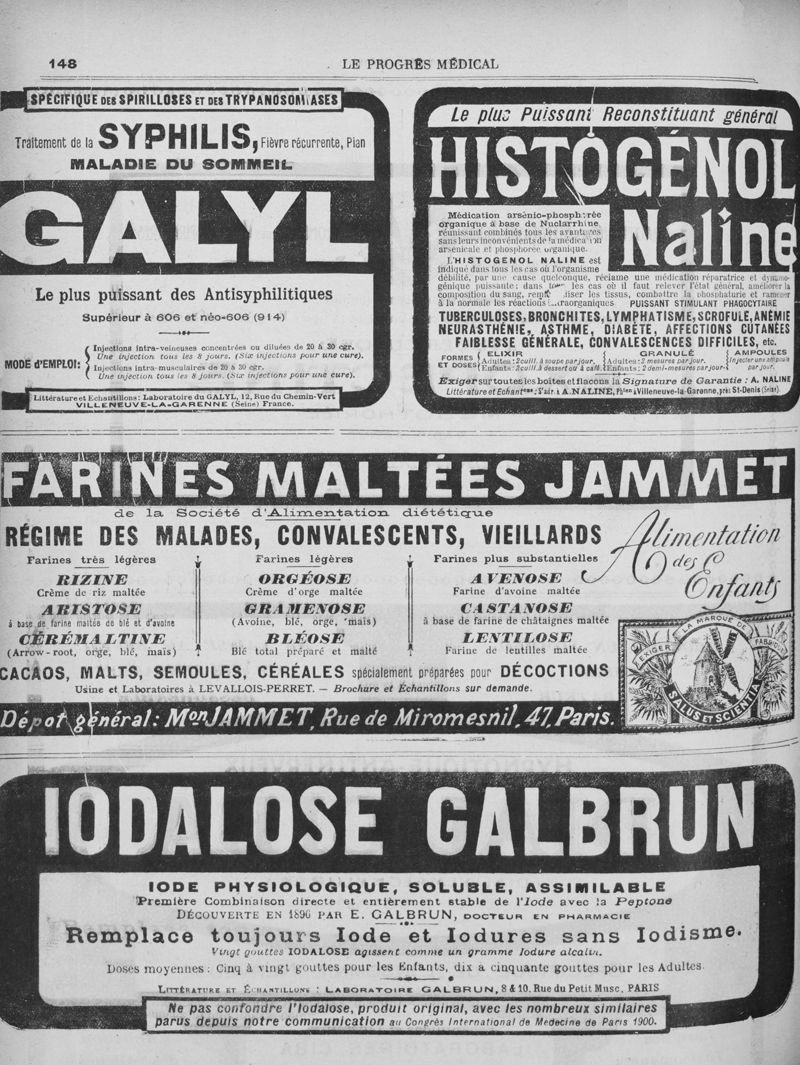 148
LE PROGRÈS MÉDICAL
SPÉCIFIQUE DES SPIRILLOSES ET DES TRYPANOSOMIASES
Traitement de la SYPHILIS, Fièvre récurrente, Pian
MALADIE DU SOMMEIL
GALYL
Le plus puissant des Antisyphilitiques
Supérieur à 606 et néo-606 (914)
MODE D'EMPLOI:
Injections intra-veineuses concentrées ou diluées de 20 à 30 cgr.
Une injection tous les 8 jours. (Six injections pour une cure).
Injections intra-musculaires de 20 à 30 cgr.
Une injection tous les 8 jours. (Six injections pour une cure).
Littérature et Echantillons: Laboratoire du GALYL, 12, Rue du Chemin-Vert
VILLENEUVE-LA-GARENNE (Seine) France.
Le plus Puissant Reconstituant général
HISTOGÉNOL
Naline
Médication arsénio-phosphorée
organique à base de Nuclarrhine,
réunissant combinés tous les avantages
sans leurs inconvénients de la médication
arsenicale et phosphorée organique.
L'HISTOGENOL NALINE est
indiqué dans tous les cas où l'organisme
débilité, par une cause quelconque, réclame une médication réparatrice et dynamo-
génique puissante; dans tous les cas où il faut relever l'état général, améliorer la
composition du sang, tiser les tissus, combattre la phosphaturie et ramener
à la normale les réactions PUISSANT STIMULANT PHAGOCYTAIRE
TUBERCULOSES, BRONCHITES, LYMPHATISME, SCROFULE, ANÉMIE
NEURASTHÉNIE, ASTHME, DIABÈTE, AFFECTIONS CUTANÉES
FAIBLESSE GÉNÉRALE, CONVALESCENCES DIFFICILES, etc.
FORMES ET DOSES
ELIXIR
Adultes: 2 cuill. à soupe par jour.
Enfants: 2 cuill. à dessert ou à café.
GRANULÉ
Adultes: 2 mesures par jour.
Enfants: 2 demi-mesures par jour.
AMPOULES
Injecter une ampoule
par jour.
Exiger sur toutes les boîtes et flacons la Signature de Garantie: A. NALINE
Littérature et Echantons: S'adr. à A. NALINE, Phien à Villeneuve-la-Garenne, près St-Denis (Seine).
FARINES MALTÉES JAMMET
de la Société d'Alimentation diététique
RÉGIME DES MALADES, CONVALESCENTS, VIEILLARDS
Alimentation
des
Enfants
Farines très légères
RIZINE
Crème de riz maltée
ARISTOSE
à base de farine maltée de blé et d'avoine
CÉRÉMALTINE
(Arrow-root, orge, blé, maïs)
Farines légères
ORGÉOSE
Crème d'orge maltée
GRAMENOSE
(Avoine, blé, orge, maïs)
BLÉOSE
Blé total préparé et malté
Farines plus substantielles
AVENOSE
Farine d'avoine maltée
CASTANOSE
à base de farine de châtaignes maltée
LENTILOSE
Farine de lentilles maltée
EXIGER LA MARQUE DE FABRIQUE
SALUS ET SCIENTIA
CACAOS, MALTS, SEMOULES, CÉRÉALES spécialement préparées pour DÉCOCTIONS
Usine et Laboratoires à LEVALLOIS-PERRET. — Brochure et Échantillons sur demande.
Dépot général: Mon JAMMET, Rue de Miromesnil, 47, Paris.
IODALOSE GALBRUN
IODE PHYSIOLOGIQUE, SOLUBLE, ASSIMILABLE
Première Combinaison directe et entièrement stable de l'Iode avec la Peptone
DÉCOUVERTE EN 1896 PAR E. GALBRUN, DOCTEUR EN PHARMACIE
Remplace toujours Iode et Iodures sans Iodisme.
Vingt gouttes IODALOSE agissent comme un gramme Iodure alcalin.
Doses moyennes: Cinq à vingt gouttes pour les Enfants, dix a cinquante gouttes pour les Adultes.
LITTÉRATURE ET ÉCHANTILLONS: LABORATOIRE GALBRUN, 8 & 10, Rue du Petit Musc, PARIS
Ne pas confondre l'Iodalose, produit original, avec les nombreux similaires
parus depuis notre communication au Congrès International de Médecine de Paris 1900.